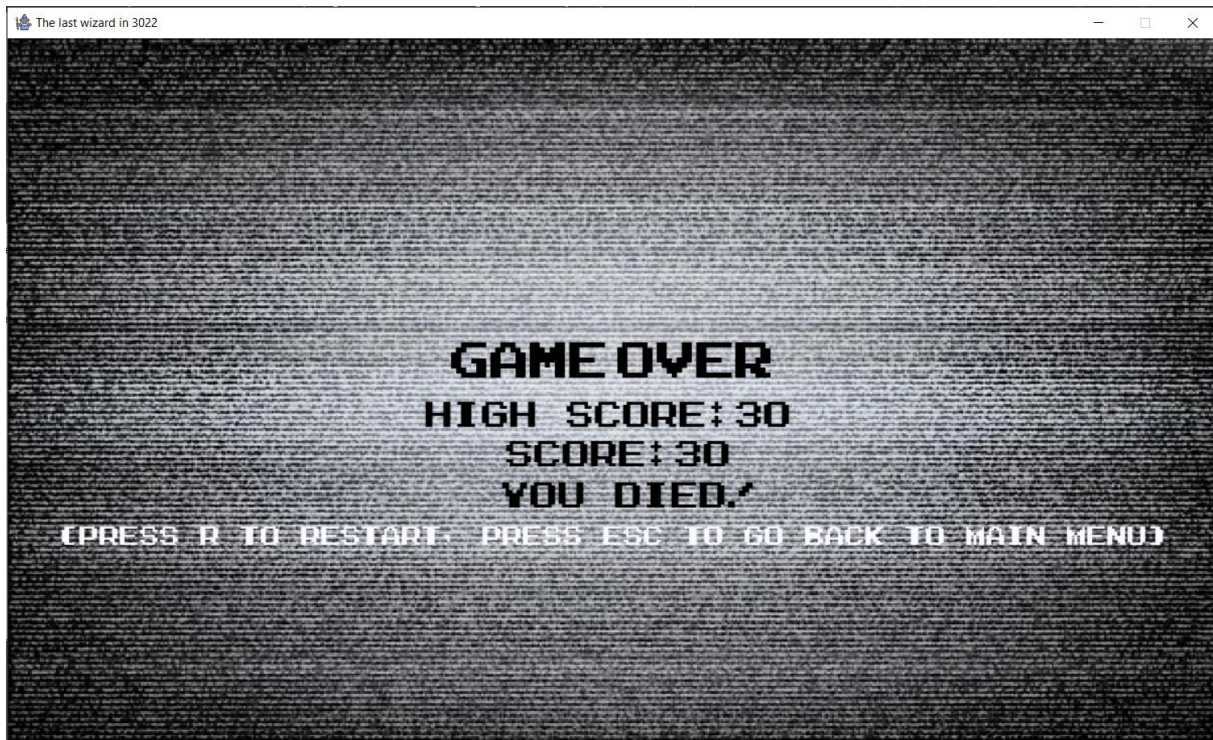 The last wizard in 3022
GAME OVER
HIGH SCORE: 30
SCORE: 30
YOU DIED!
(PRESS R TO RESTART, PRESS ESC TO GO BACK TO MAIN MENU)